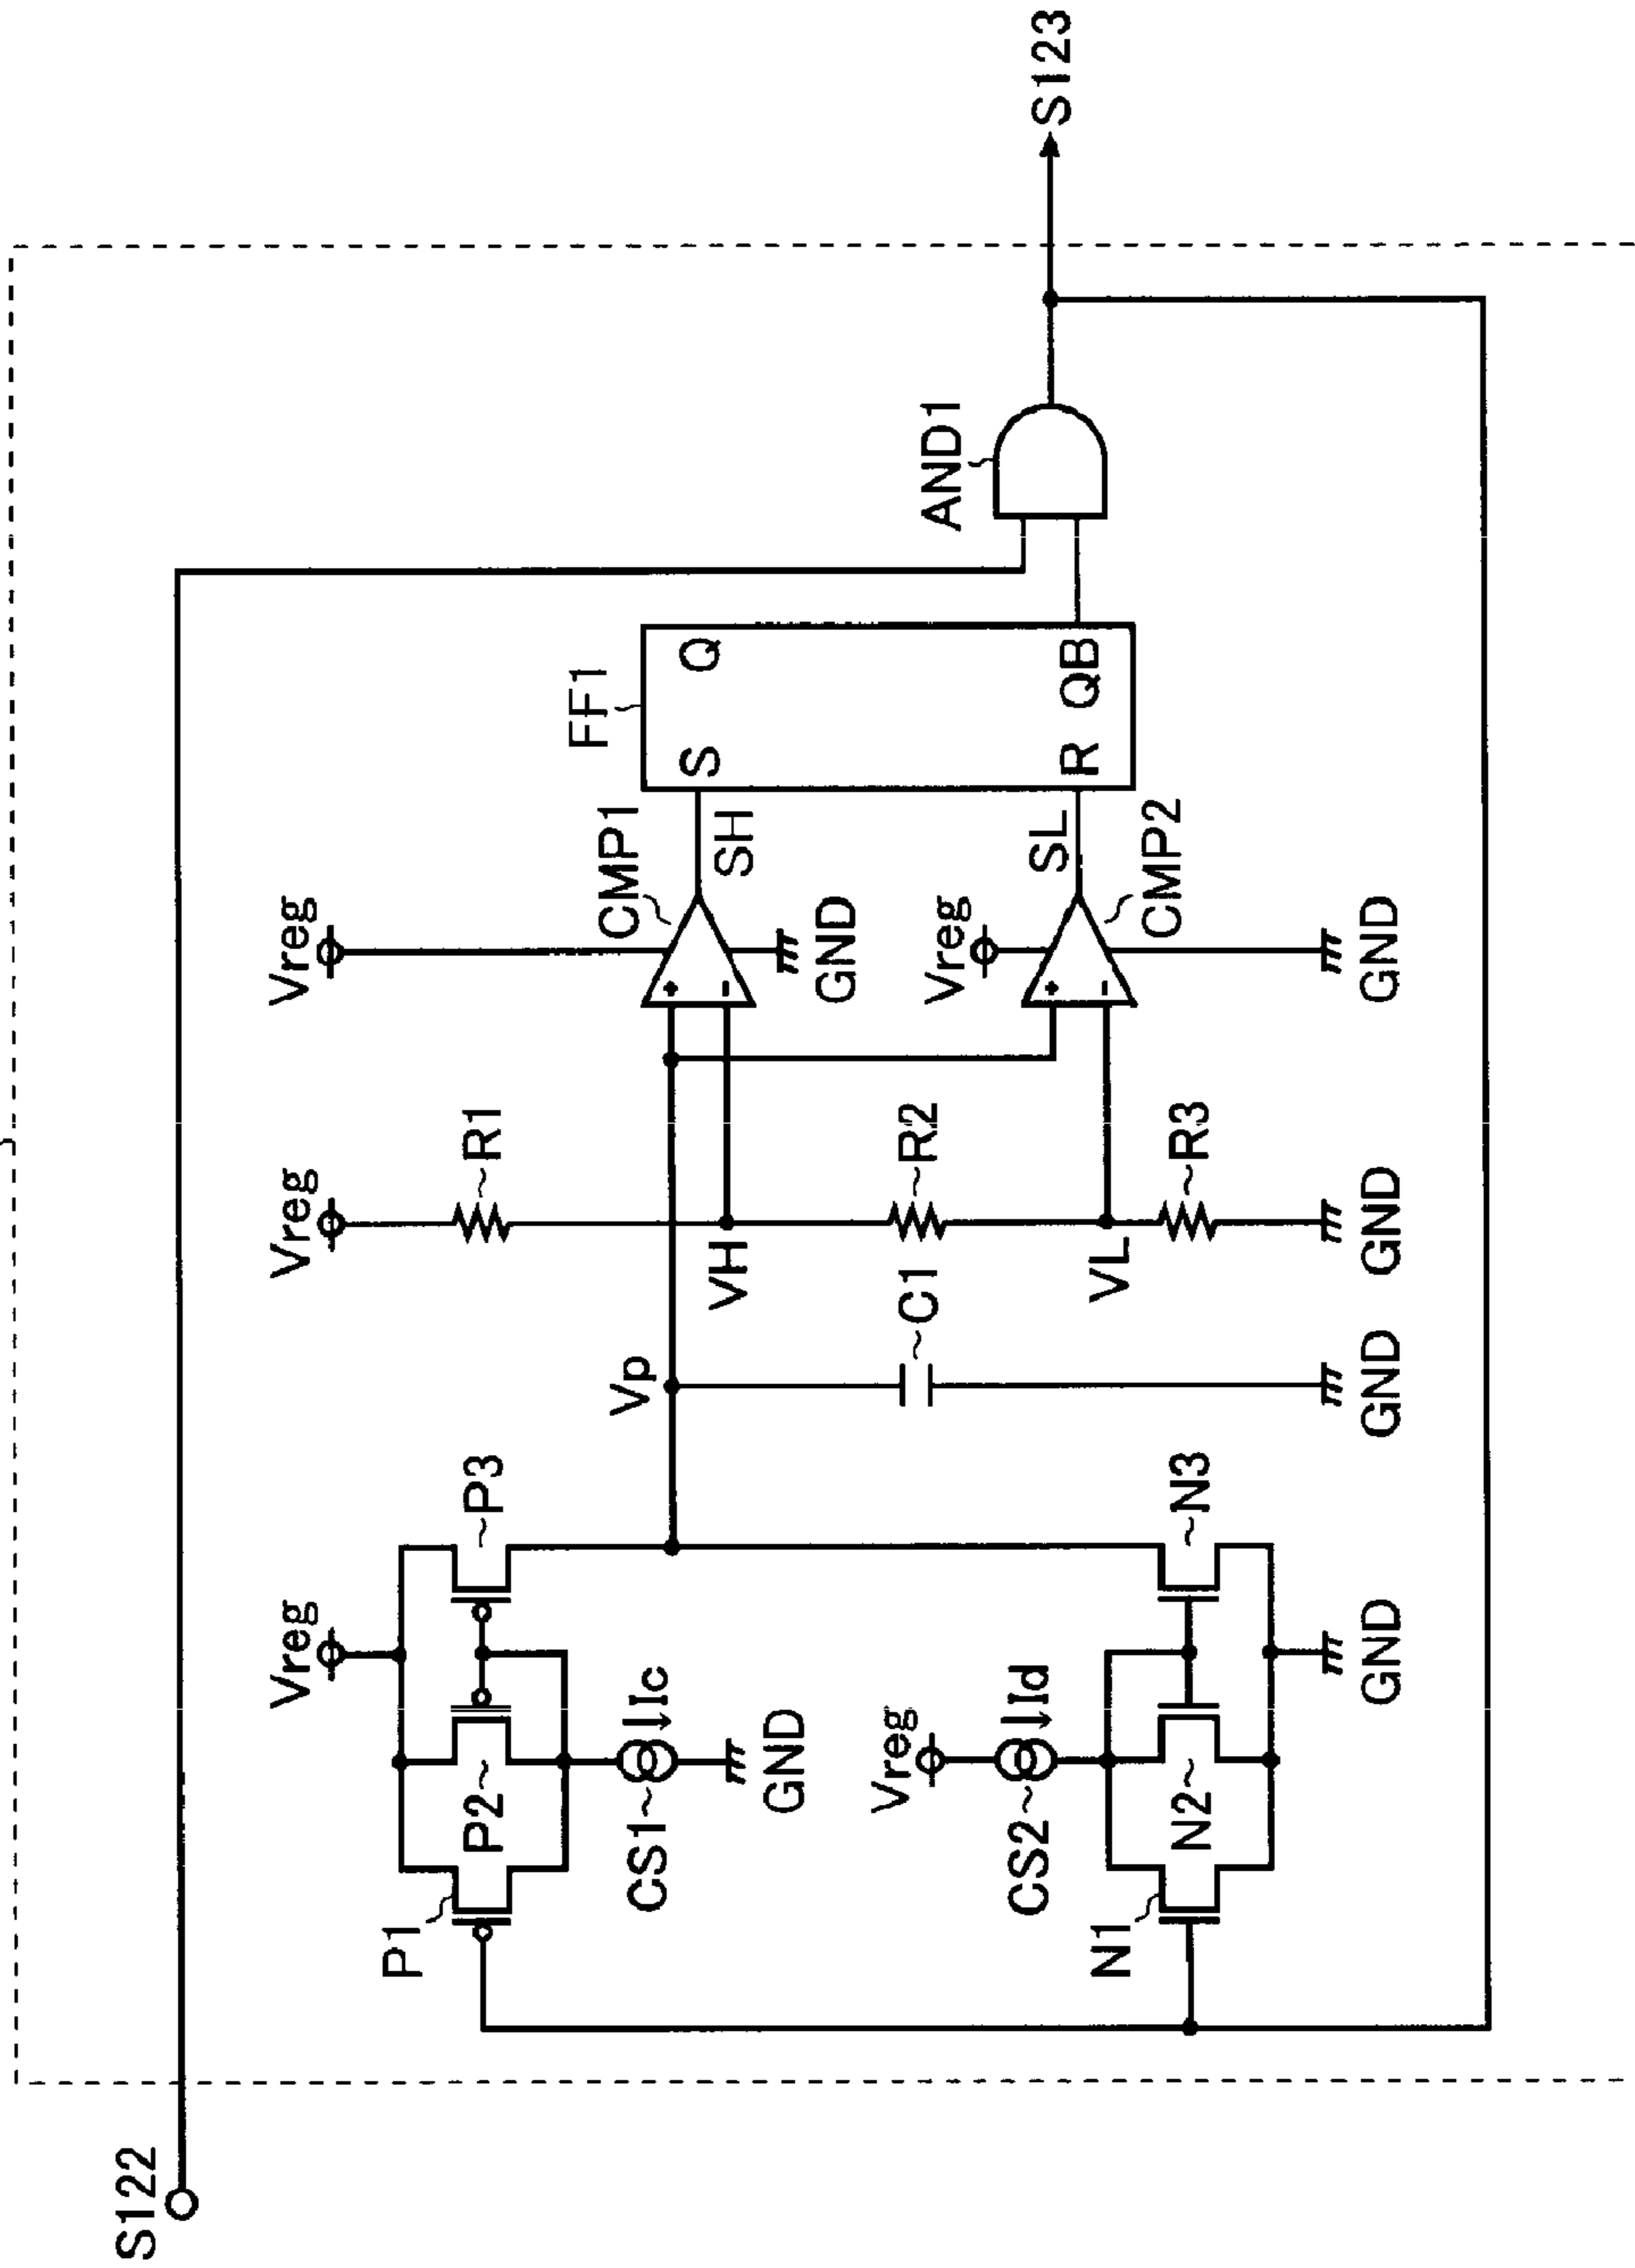 S122
S123
Vreg
P1
P2
P3
CS1
Ic
GND
Vreg
CS2
Id
N1
N2
N3
GND
Vp
C1
GND
Vreg
R1
VH
R2
VL
R3
GND
Vreg
CMP1
+
-
SH
GND
Vreg
CMP2
+
-
SL
GND
FF1
S Q
R QB
AND1